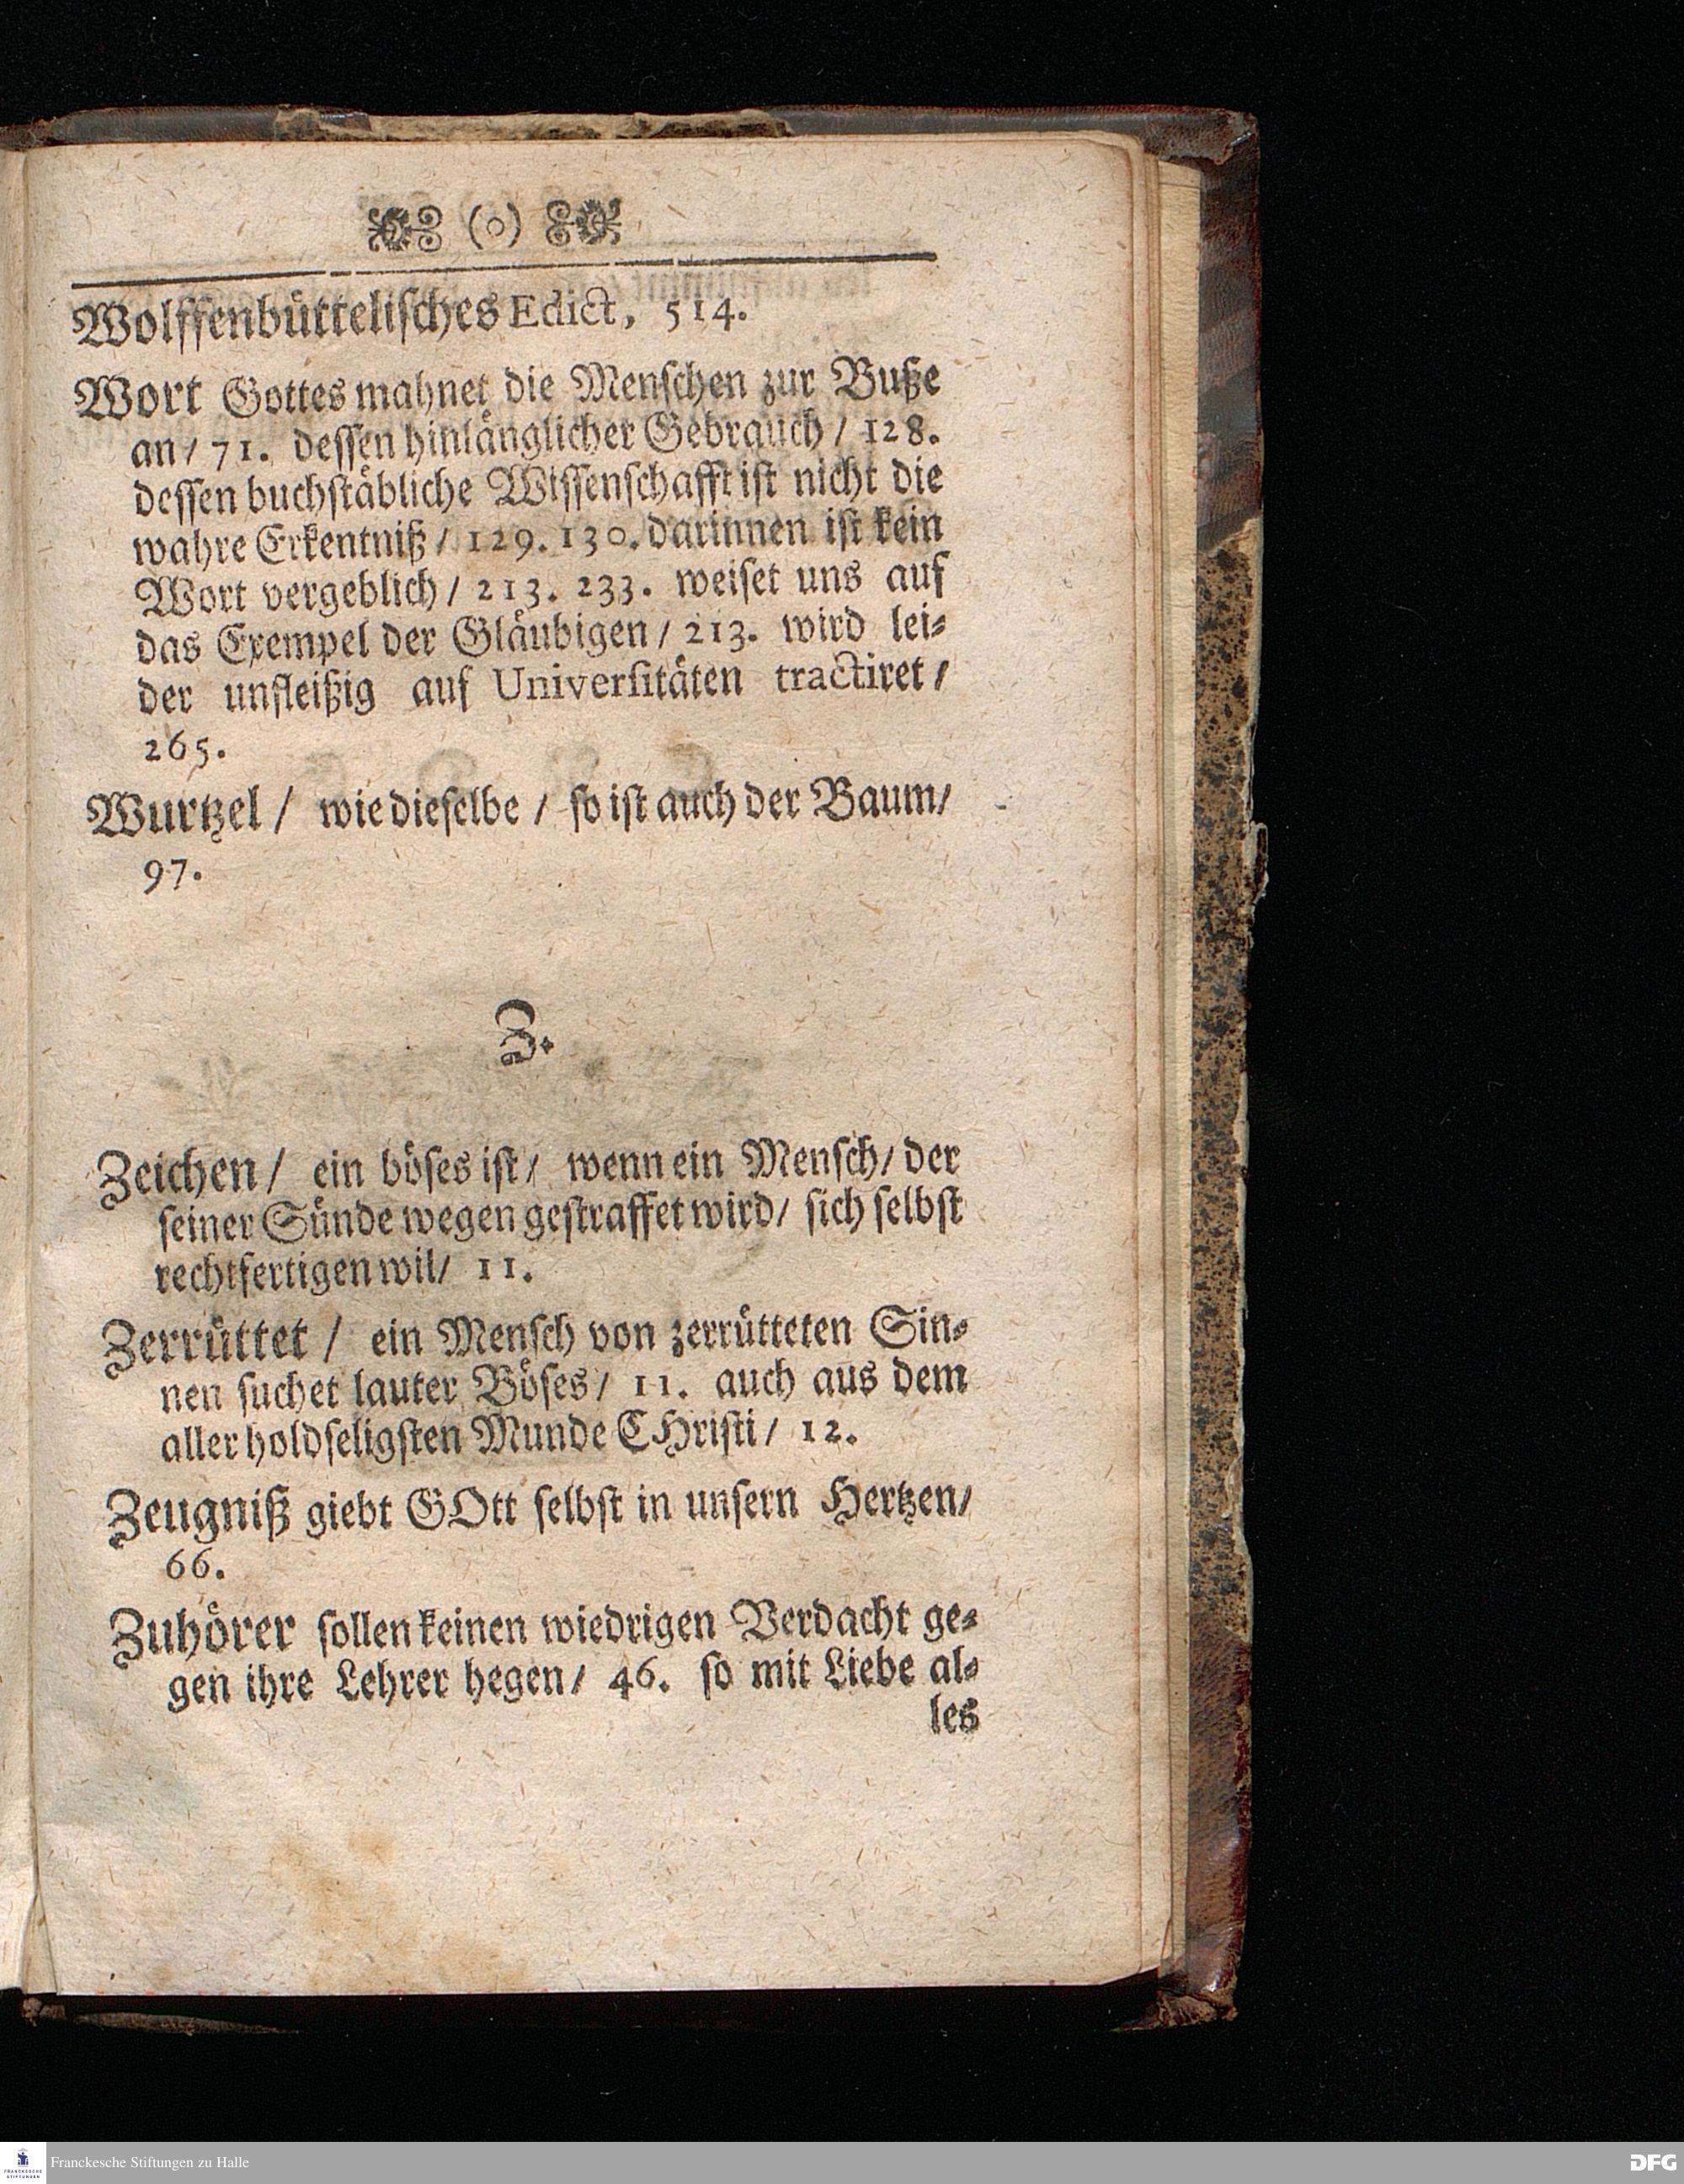 (o)
Wolffenbüttelisches Edict, 514.
Wort Gottes mahnet die Menschen zur Buße
an / 71. dessen hinlänglicher Gebrauch / 128.
dessen buchstäbliche Wissenschafft ist nicht die
wahre Erkentniß / 129. 130. darinnen ist kein
Wort vergeblich / 213. 233. weiset uns auf
das Exempel der Gläubigen / 213. wird lei-
der unfleißig auf Universitäten tractiret /
265.
Wurtzel / wie dieselbe / so ist auch der Baum /
97.
Z.
Zeichen / ein böses ist / wenn ein Mensch / der
seiner Sünde wegen gestraffet wird / sich selbst
rechtfertigen wil / 11.
Zerrüttet / ein Mensch von zerrütteten Sin-
nen suchet lauter Böses / 11. auch aus dem
allerholdseligsten Munde CHristi / 12.
Zeugniß giebt GOtt selbst in unsern Hertzen /
66.
Zuhörer sollen keinen wiedrigen Verdacht ge-
gen ihre Lehrer hegen / 46. so mit Liebe al-
les
FRANCKESCHE
STIFTUNGEN
Franckesche Stiftungen zu Halle
DFG